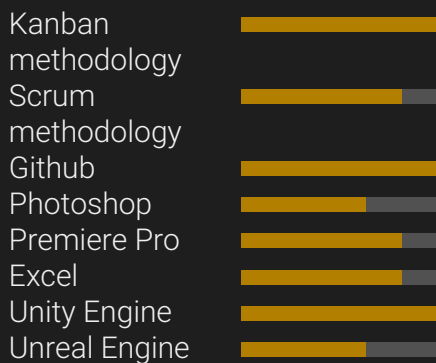 Kanban
methodology
Scrum
methodology
Github
Photoshop
Premiere Pro
Excel
Unity Engine
Unreal Engine